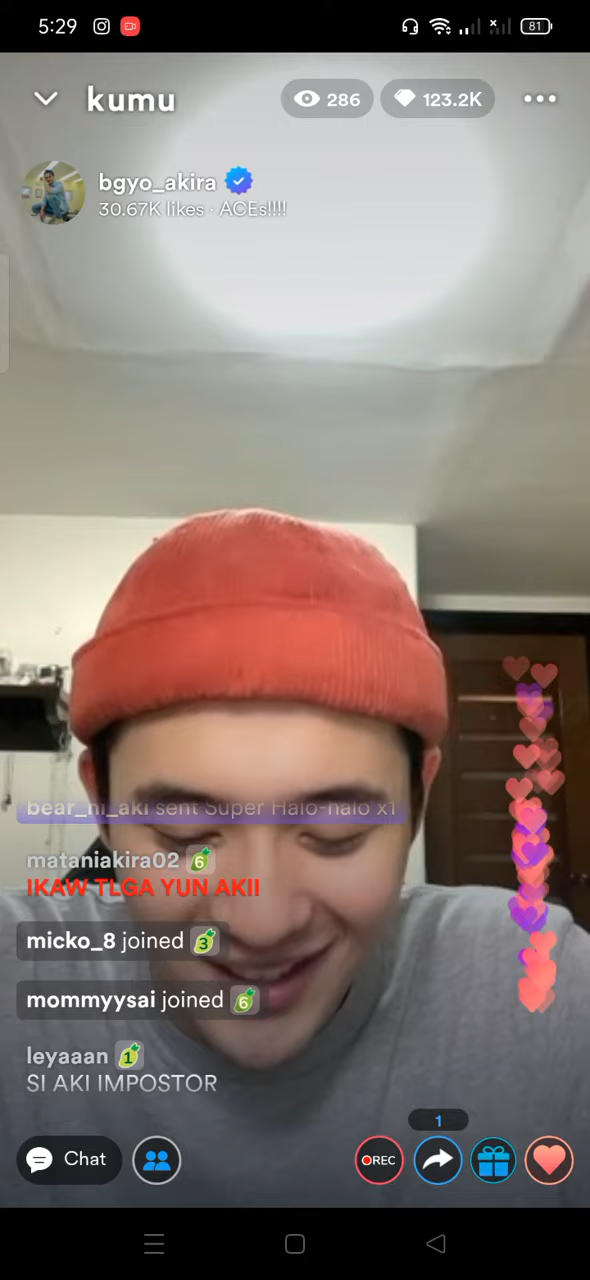 5:29
81
kumu
286
123.2K
bgyo_akira
30.67K likes · ACEs!!!!
bear_ni_aki sent Super Halo-halo x1
mataniakira02 6
IKAW TLGA YUN AKII
micko_8 joined 3
mommyysai joined 6
leyaaan 1
SI AKI IMPOSTOR
1
Chat
REC